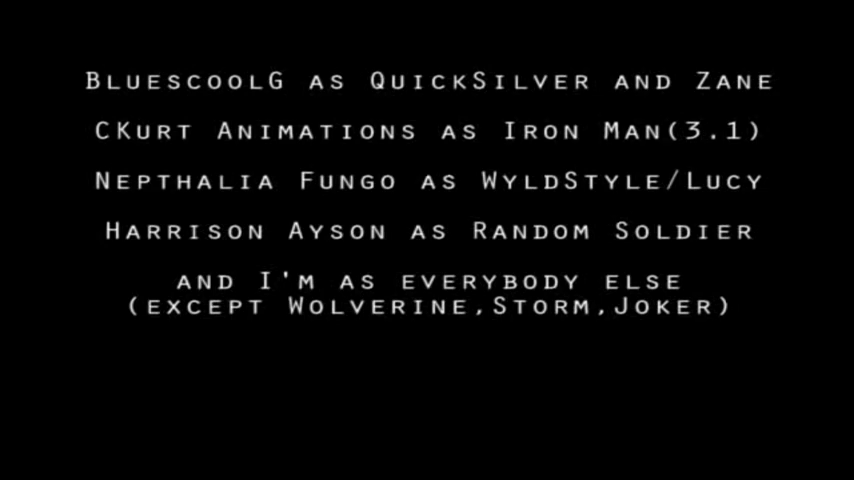 BluescoolG as QuickSilver and Zane
CKurt Animations as Iron Man(3.1)
Nepthalia Fungo as WyldStyle/Lucy
Harrison Ayson as Random Soldier
and I'm as everybody else
(except Wolverine,Storm,Joker)